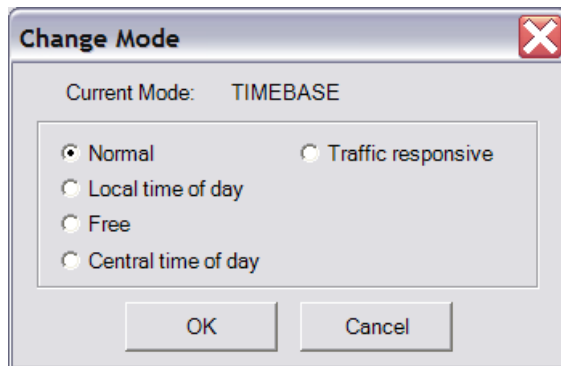 Change Mode
Current Mode: TIMEBASE
Normal
Traffic responsive
Local time of day
Free
Central time of day
OK
Cancel